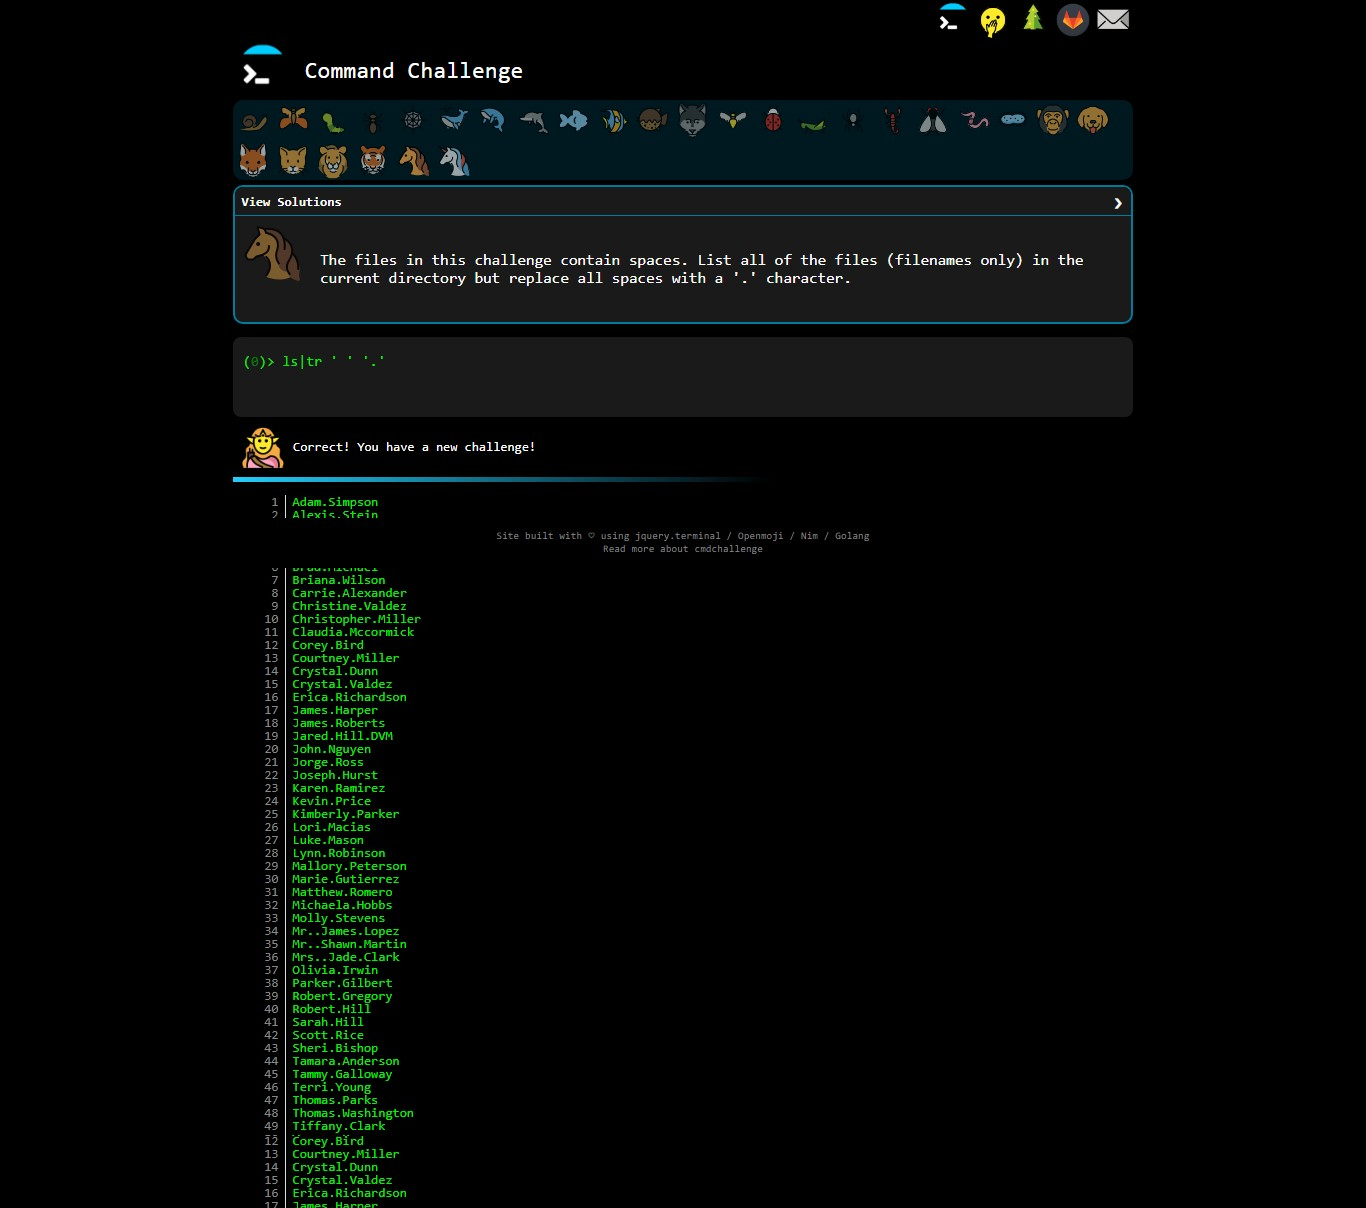 Command Challenge
View Solutions
The files in this challenge contain spaces. List all of the files (filenames only) in the
current directory but replace all spaces with a '.' character.
(0)> ls|tr ' ' '.'
Correct! You have a new challenge!
1 Adam.Simpson
2 Alexis.Stein
Site built with ♡ using jquery.terminal / Openmoji / Nim / Golang
Read more about cmdchallenge
6 Brad.Michael
7 Briana.Wilson
8 Carrie.Alexander
9 Christine.Valdez
10 Christopher.Miller
11 Claudia.Mccormick
12 Corey.Bird
13 Courtney.Miller
14 Crystal.Dunn
15 Crystal.Valdez
16 Erica.Richardson
17 James.Harper
18 James.Roberts
19 Jared.Hill.DVM
20 John.Nguyen
21 Jorge.Ross
22 Joseph.Hurst
23 Karen.Ramirez
24 Kevin.Price
25 Kimberly.Parker
26 Lori.Macias
27 Luke.Mason
28 Lynn.Robinson
29 Mallory.Peterson
30 Marie.Gutierrez
31 Matthew.Romero
32 Michaela.Hobbs
33 Molly.Stevens
34 Mr..James.Lopez
35 Mr..Shawn.Martin
36 Mrs..Jade.Clark
37 Olivia.Irwin
38 Parker.Gilbert
39 Robert.Gregory
40 Robert.Hill
41 Sarah.Hill
42 Scott.Rice
43 Sheri.Bishop
44 Tamara.Anderson
45 Tammy.Galloway
46 Terri.Young
47 Thomas.Parks
48 Thomas.Washington
49 Tiffany.Clark
12 Corey.Bird
13 Courtney.Miller
14 Crystal.Dunn
15 Crystal.Valdez
16 Erica.Richardson
17 James.Harper